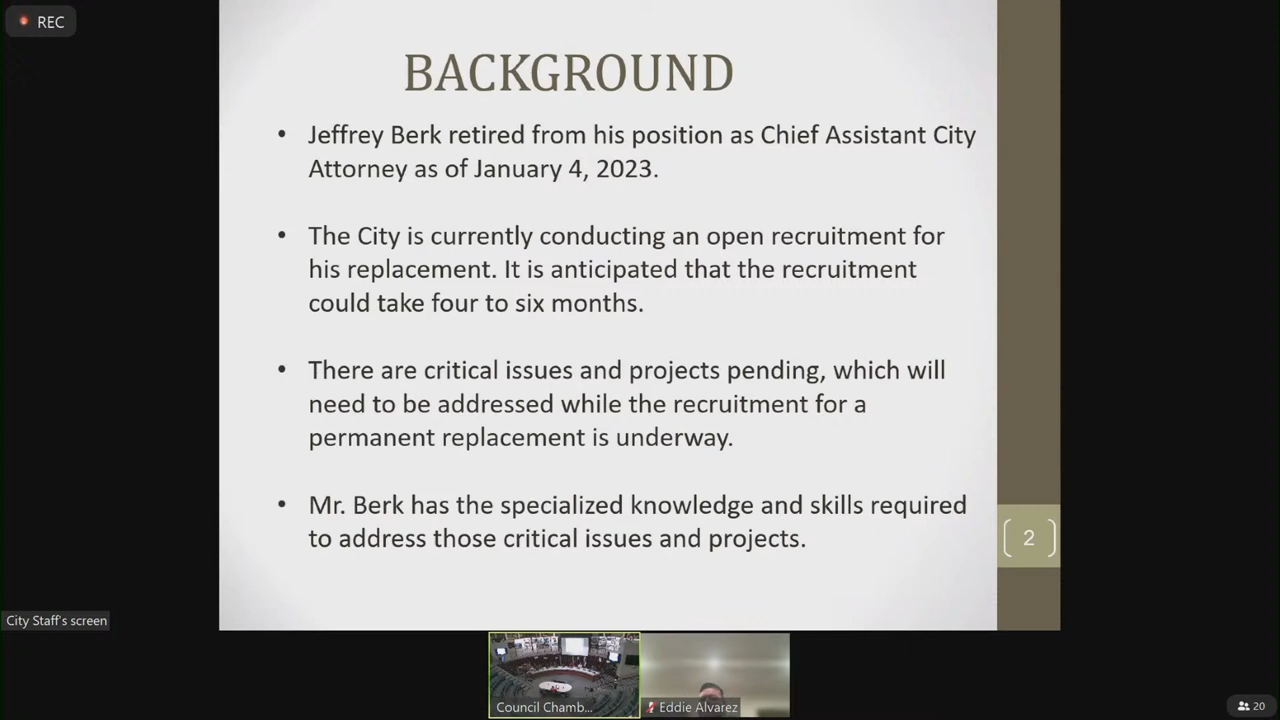 REC
BACKGROUND
• Jeffrey Berk retired from his position as Chief Assistant City
Attorney as of January 4, 2023.
• The City is currently conducting an open recruitment for
his replacement. It is anticipated that the recruitment
could take four to six months.
• There are critical issues and projects pending, which will
need to be addressed while the recruitment for a
permanent replacement is underway.
• Mr. Berk has the specialized knowledge and skills required
to address those critical issues and projects.
2
City Staff's screen
Council Chamb...
Eddie Alvarez
20